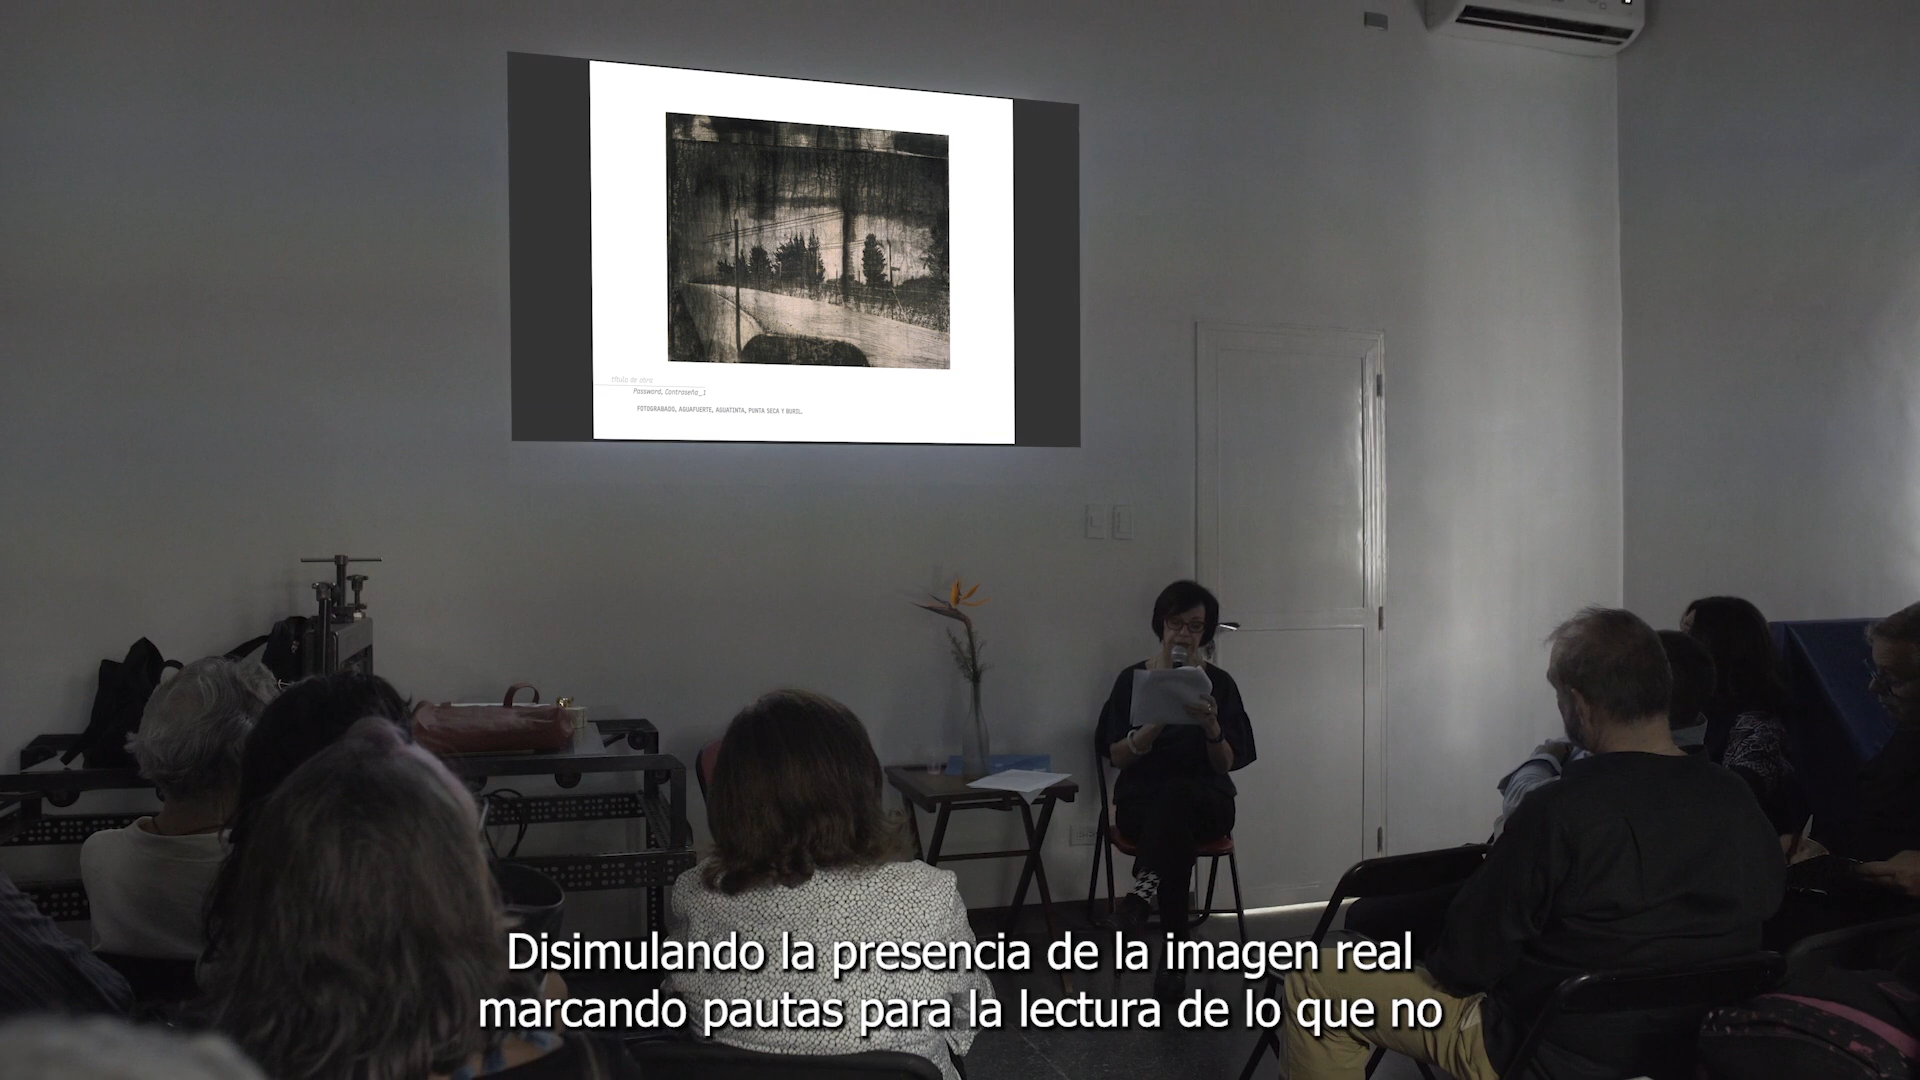 título de obra
Password, Contraseña_1
FOTOGRABADO, AGUAFUERTE, AGUATINTA, PUNTA SECA Y BURIL.
Disimulando la presencia de la imagen real
marcando pautas para la lectura de lo que no